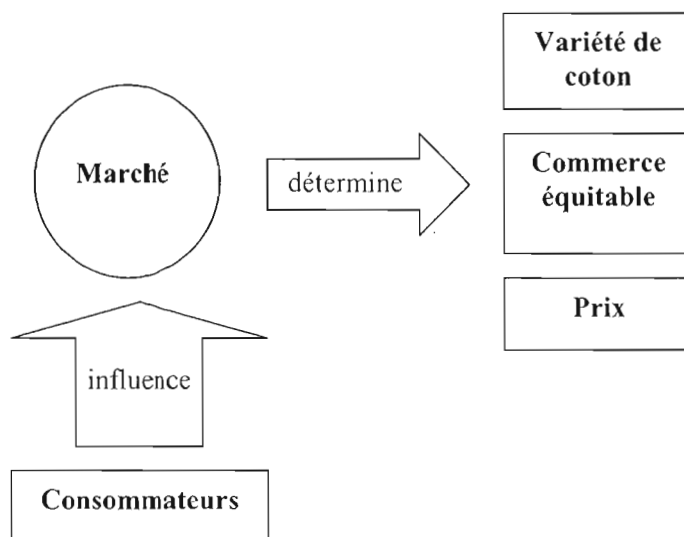 Variété de
coton
Marché
détermine
Commerce
équitable
Prix
influence
Consommateurs